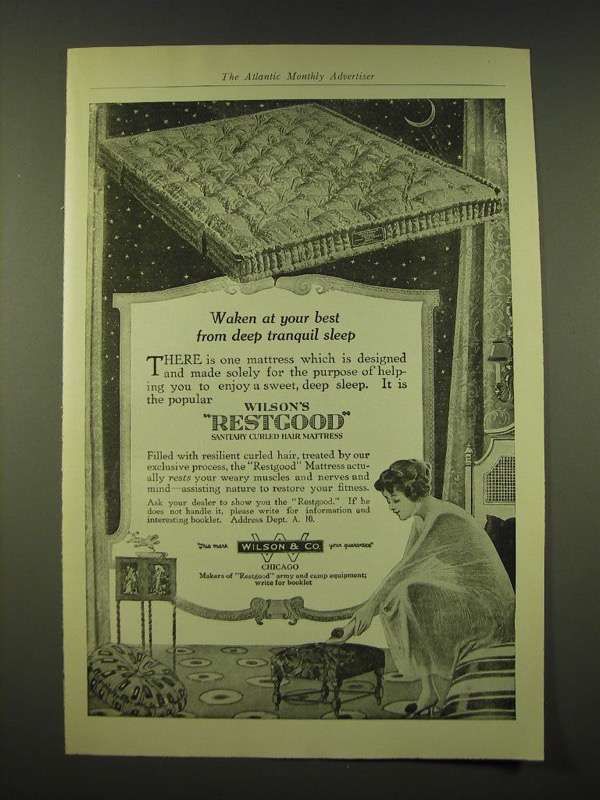 The Atlantic Monthly Advertiser
Waken at your best
from deep tranquil sleep
THERE is one mattress which is designed
and made solely for the purpose of help-
ing you to enjoy a sweet, deep sleep. It is
the popular
WILSON'S
"RESTGOOD"
SANITARY CURLED HAIR MATTRESS
Filled with resilient curled hair, treated by our
exclusive process, the "Restgood" Mattress actu-
ally rests your weary muscles and nerves and
mind—assisting nature to restore your fitness.
Ask your dealer to show you the "Restgood." If he
does not handle it, please write for information and
interesting booklet. Address Dept. A. 10.
"This mark WILSON & CO. your guarantee"
CHICAGO
Makers of "Restgood" army and camp equipment;
write for booklet